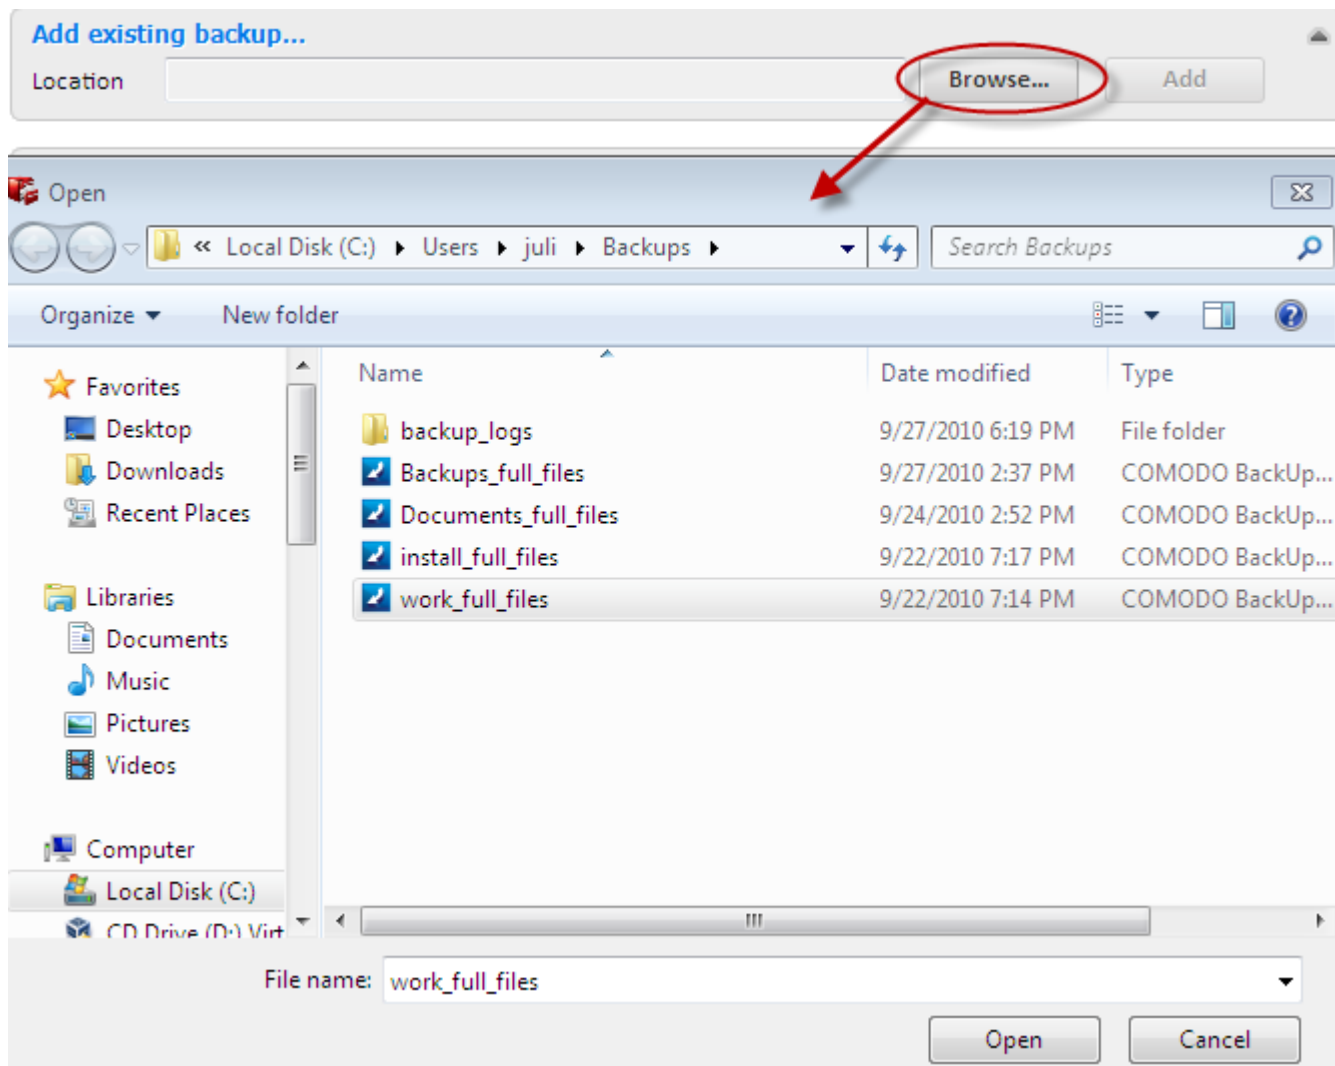 Add existing backup...
Location Browse... Add
Open
« Local Disk (C:) Users juli Backups Search Backups
Organize New folder
Name Date modified Type
Favorites
Desktop
Downloads
Recent Places
Libraries
Documents
Music
Pictures
Videos
Computer
Local Disk (C:)
CD Drive (D:) Virt
backup_logs 9/27/2010 6:19 PM File folder
Backups_full_files 9/27/2010 2:37 PM COMODO BackUp...
Documents_full_files 9/24/2010 2:52 PM COMODO BackUp...
install_full_files 9/22/2010 7:17 PM COMODO BackUp...
work_full_files 9/22/2010 7:14 PM COMODO BackUp...
File name: work_full_files
Open Cancel